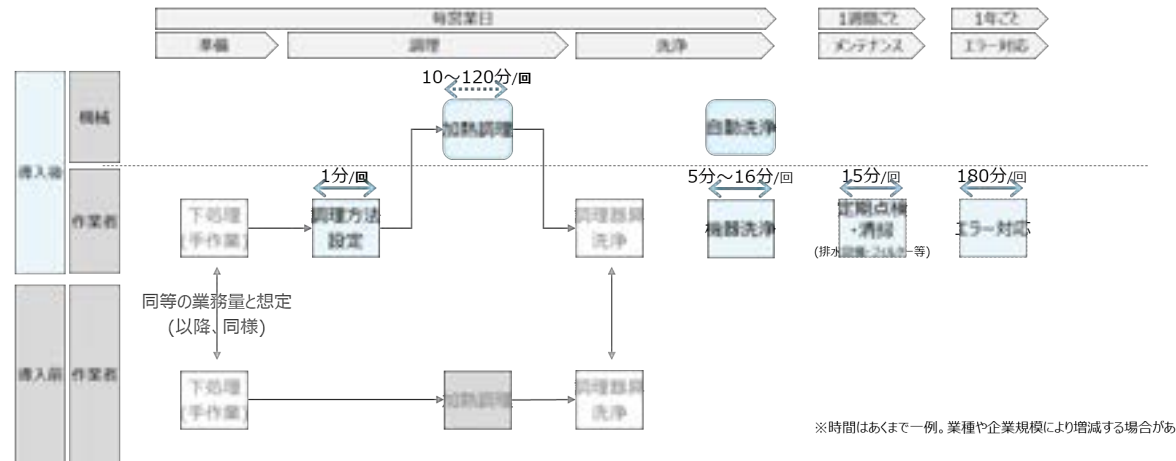 毎営業日
1週間ごと
1年ごと
準備
調理
洗浄
メンテナンス
エラー対応
10～120分/回
導入後
機械
加熱調理
自動洗浄
1分/回
5分～16分/回
15分/回
180分/回
作業者
下処理
(手作業)
調理方法
設定
調理器具
洗浄
機器洗浄
定期点検
・清掃
(排水設備・フィルター等)
エラー対応
同等の業務量と想定
(以降、同様)
導入前
作業者
下処理
(手作業)
加熱調理
調理器具
洗浄
※時間はあくまで一例。業種や企業規模により増減する場合があ